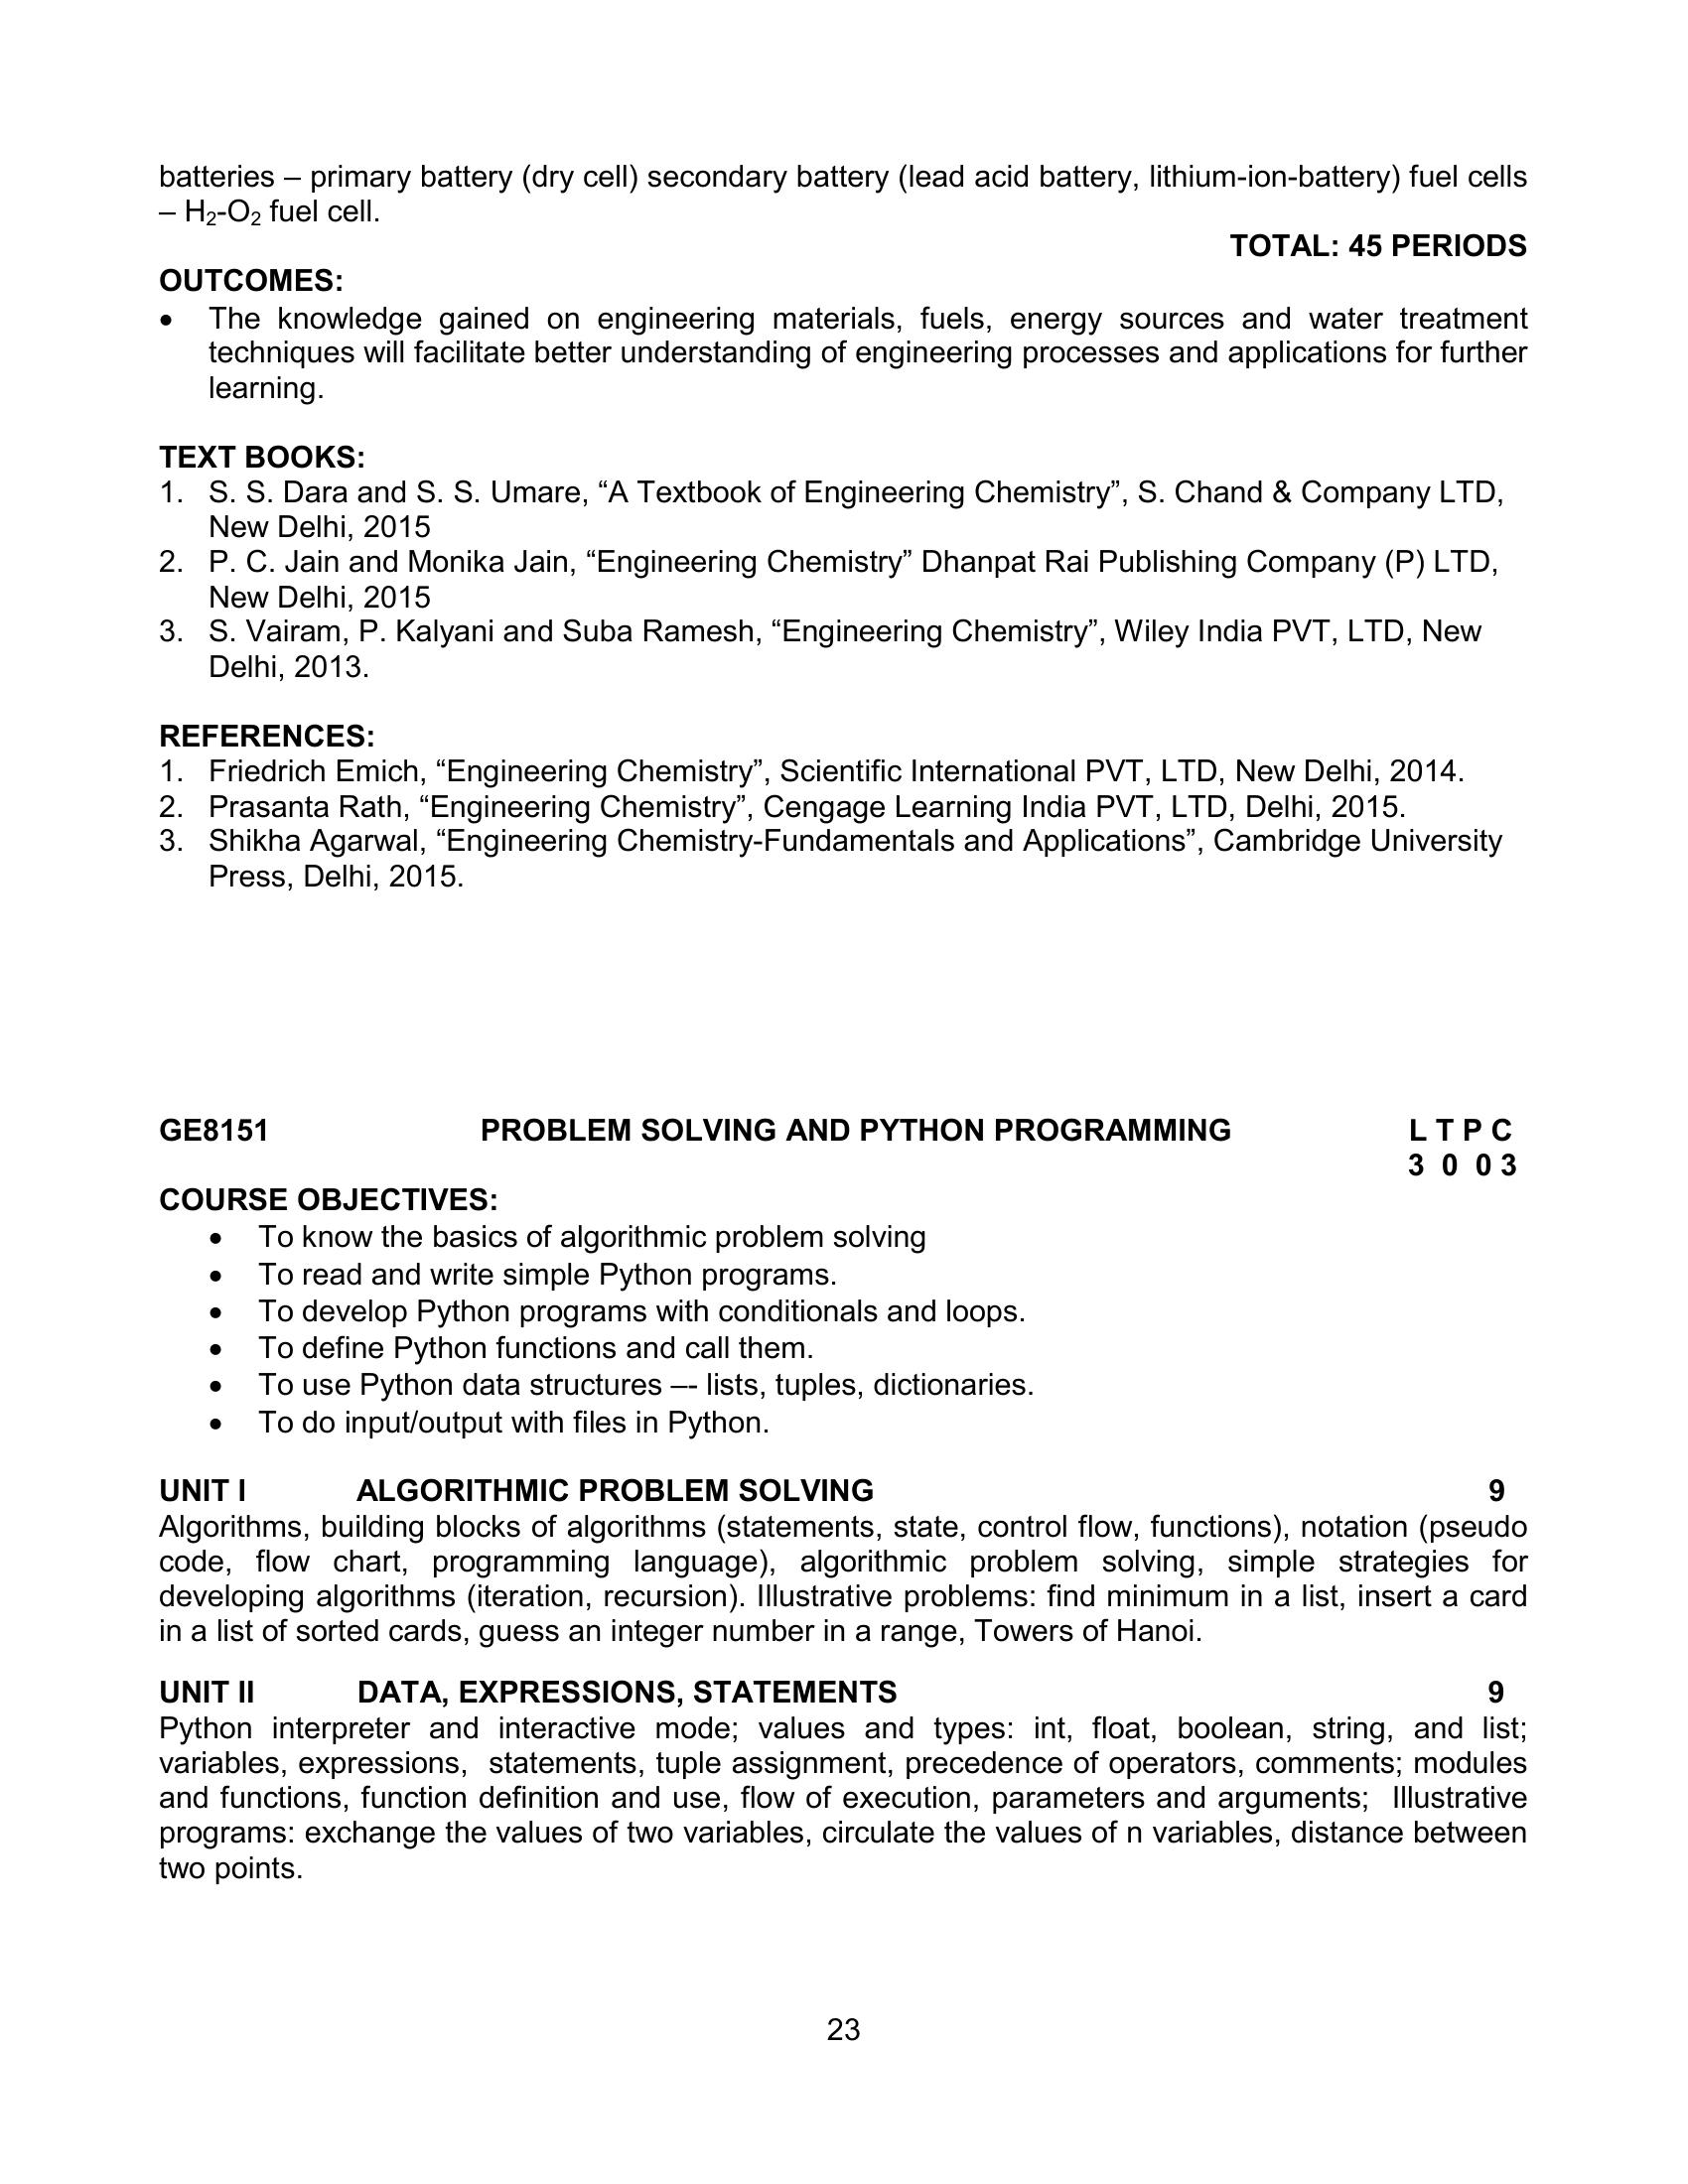 batteries – primary battery (dry cell) secondary battery (lead acid battery, lithium-ion-battery) fuel cells
– H2-O2 fuel cell.
TOTAL: 45 PERIODS
OUTCOMES:
• The knowledge gained on engineering materials, fuels, energy sources and water treatment
techniques will facilitate better understanding of engineering processes and applications for further
learning.
TEXT BOOKS:
1. S. S. Dara and S. S. Umare, “A Textbook of Engineering Chemistry”, S. Chand & Company LTD,
New Delhi, 2015
2. P. C. Jain and Monika Jain, “Engineering Chemistry” Dhanpat Rai Publishing Company (P) LTD,
New Delhi, 2015
3. S. Vairam, P. Kalyani and Suba Ramesh, “Engineering Chemistry”, Wiley India PVT, LTD, New
Delhi, 2013.
REFERENCES:
1. Friedrich Emich, “Engineering Chemistry”, Scientific International PVT, LTD, New Delhi, 2014.
2. Prasanta Rath, “Engineering Chemistry”, Cengage Learning India PVT, LTD, Delhi, 2015.
3. Shikha Agarwal, “Engineering Chemistry-Fundamentals and Applications”, Cambridge University
Press, Delhi, 2015.
GE8151 PROBLEM SOLVING AND PYTHON PROGRAMMING L T P C
3 0 0 3
COURSE OBJECTIVES:
• To know the basics of algorithmic problem solving
• To read and write simple Python programs.
• To develop Python programs with conditionals and loops.
• To define Python functions and call them.
• To use Python data structures –- lists, tuples, dictionaries.
• To do input/output with files in Python.
UNIT I ALGORITHMIC PROBLEM SOLVING 9
Algorithms, building blocks of algorithms (statements, state, control flow, functions), notation (pseudo
code, flow chart, programming language), algorithmic problem solving, simple strategies for
developing algorithms (iteration, recursion). Illustrative problems: find minimum in a list, insert a card
in a list of sorted cards, guess an integer number in a range, Towers of Hanoi.
UNIT II DATA, EXPRESSIONS, STATEMENTS 9
Python interpreter and interactive mode; values and types: int, float, boolean, string, and list;
variables, expressions, statements, tuple assignment, precedence of operators, comments; modules
and functions, function definition and use, flow of execution, parameters and arguments; Illustrative
programs: exchange the values of two variables, circulate the values of n variables, distance between
two points.
23